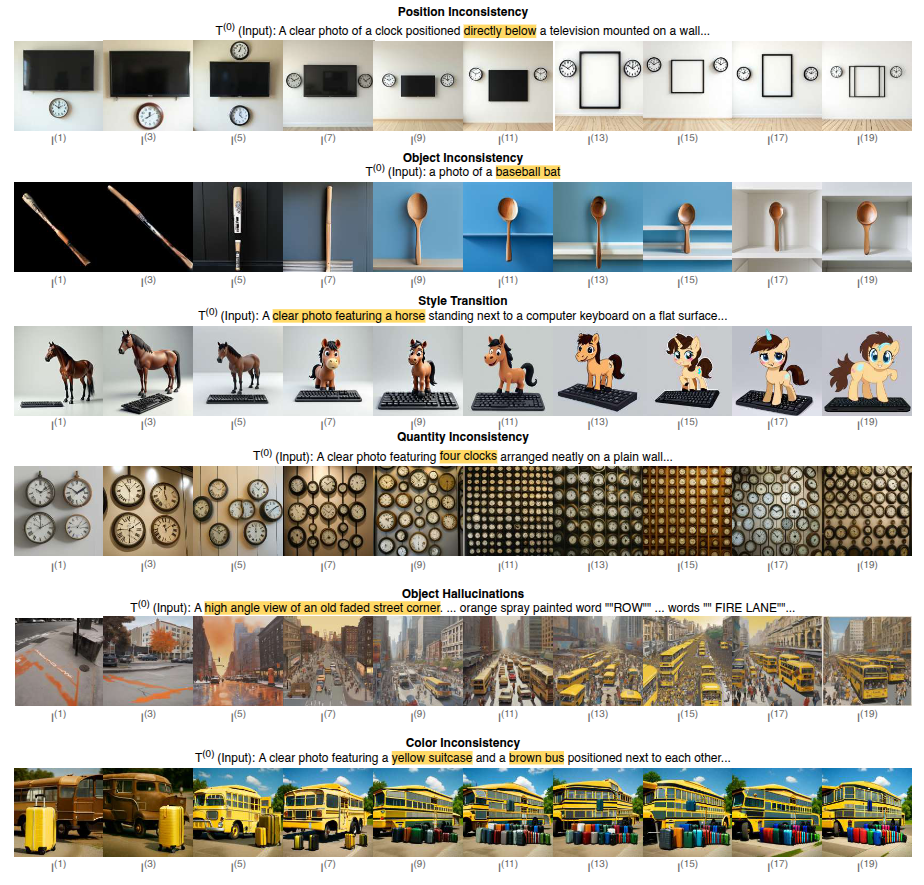 Position Inconsistency
T(0) (Input): A clear photo of a clock positioned directly below a television mounted on a wall...
I(1) I(3) I(5) I(7) I(9) I(11) I(13) I(15) I(17) I(19)
Object Inconsistency
T(0) (Input): a photo of a baseball bat
I(1) I(3) I(5) I(7) I(9) I(11) I(13) I(15) I(17) I(19)
Style Transition
T(0) (Input): A clear photo featuring a horse standing next to a computer keyboard on a flat surface...
I(1) I(3) I(5) I(7) I(9) I(11) I(13) I(15) I(17) I(19)
Quantity Inconsistency
T(0) (Input): A clear photo featuring four clocks arranged neatly on a plain wall...
I(1) I(3) I(5) I(7) I(9) I(11) I(13) I(15) I(17) I(19)
Object Hallucinations
T(0) (Input): A high angle view of an old faded street corner. ... orange spray painted word ""ROW"" ... words "" FIRE LANE""...
I(1) I(3) I(5) I(7) I(9) I(11) I(13) I(15) I(17) I(19)
Color Inconsistency
T(0) (Input): A clear photo featuring a yellow suitcase and a brown bus positioned next to each other...
I(1) I(3) I(5) I(7) I(9) I(11) I(13) I(15) I(17) I(19)